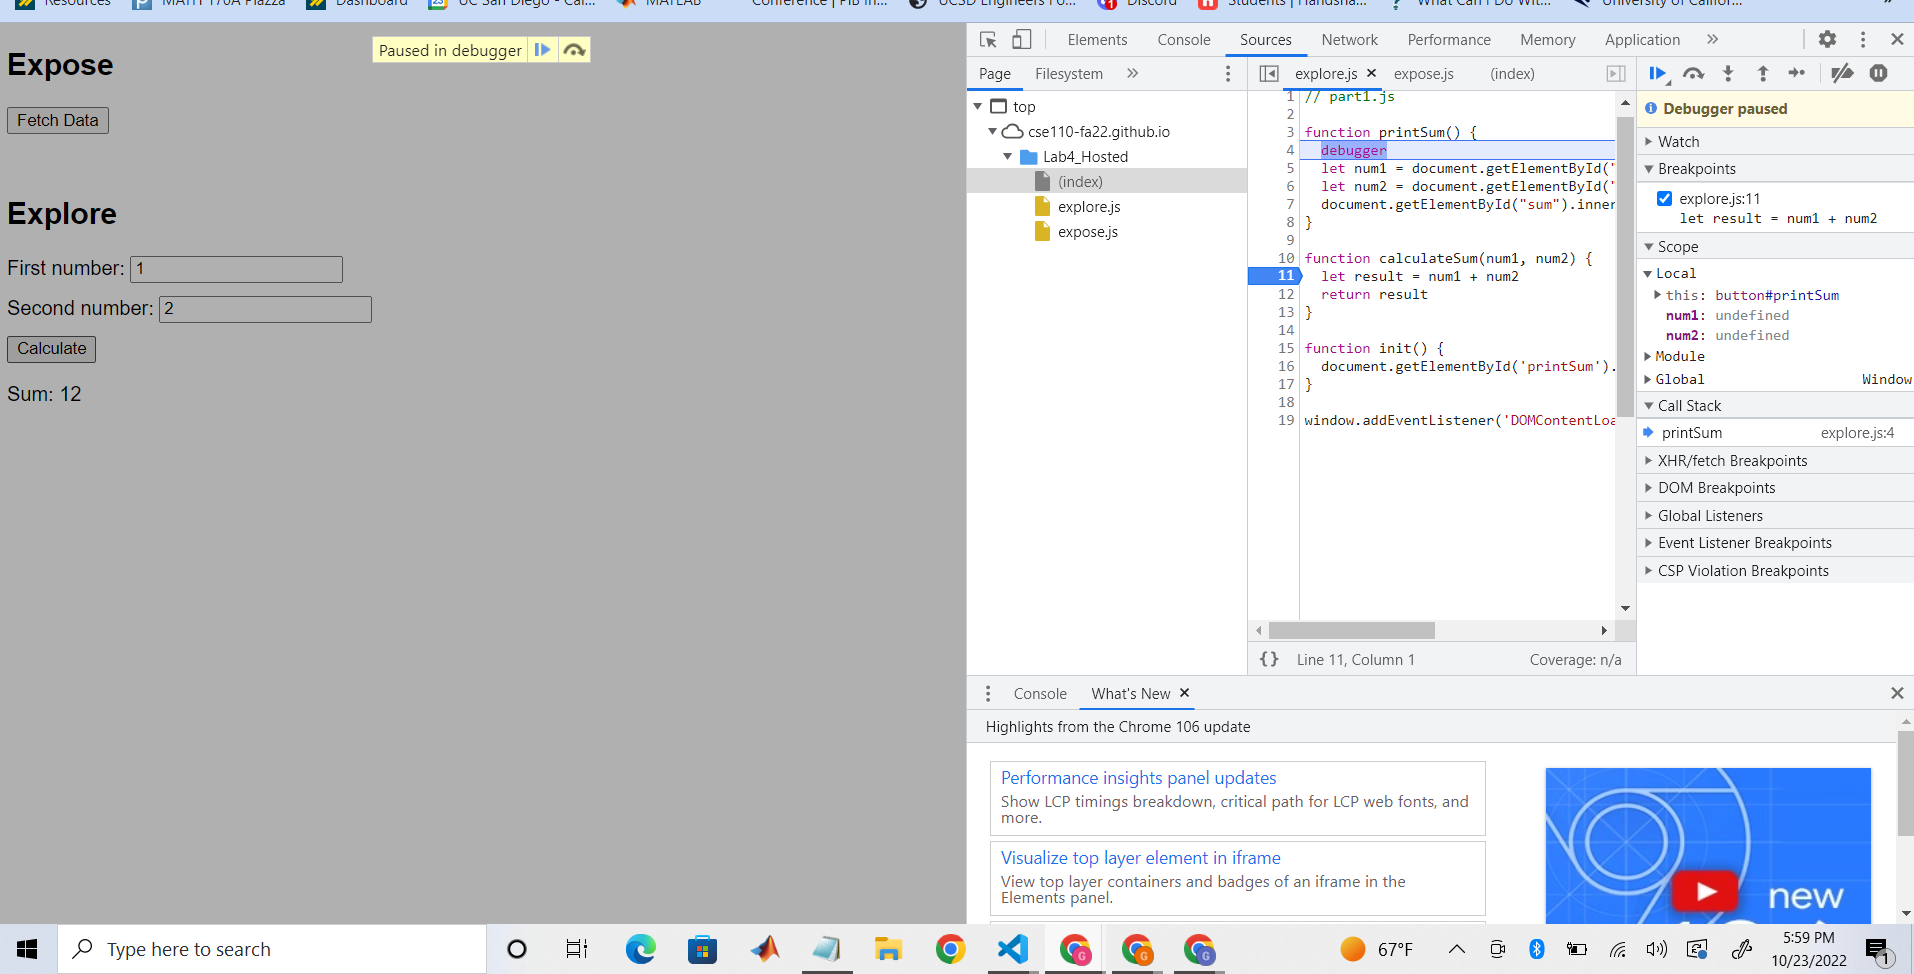 Resources MATH 170A Piazza Dashboard UC San Diego - Cal... MATLAB Conference | PIB In... UCSD Engineers Fo... Discord Students | Handsha... What Can I Do Wit... University of Califor... »
Paused in debugger
Expose
Fetch Data
Explore
First number: 1
Second number: 2
Calculate
Sum: 12
Elements Console Sources Network Performance Memory Application »
Page Filesystem »
top
cse110-fa22.github.io
Lab4_Hosted
(index)
explore.js
expose.js
explore.js × expose.js (index)
1 // part1.js
2
3 function printSum() {
4 debugger
5 let num1 = document.getElementById("
6 let num2 = document.getElementById("
7 document.getElementById("sum").inner
8 }
9
10 function calculateSum(num1, num2) {
11 let result = num1 + num2
12 return result
13 }
14
15 function init() {
16 document.getElementById('printSum').
17 }
18
19 window.addEventListener('DOMContentLoa
{} Line 11, Column 1 Coverage: n/a
Debugger paused
Watch
Breakpoints
explore.js:11
let result = num1 + num2
Scope
Local
this: button#printSum
num1: undefined
num2: undefined
Module
Global Window
Call Stack
printSum explore.js:4
XHR/fetch Breakpoints
DOM Breakpoints
Global Listeners
Event Listener Breakpoints
CSP Violation Breakpoints
Console What's New ×
Highlights from the Chrome 106 update
Performance insights panel updates
Show LCP timings breakdown, critical path for LCP web fonts, and
more.
Visualize top layer element in iframe
View top layer containers and badges of an iframe in the
Elements panel.
new
Type here to search
67°F
5:59 PM
10/23/2022
1